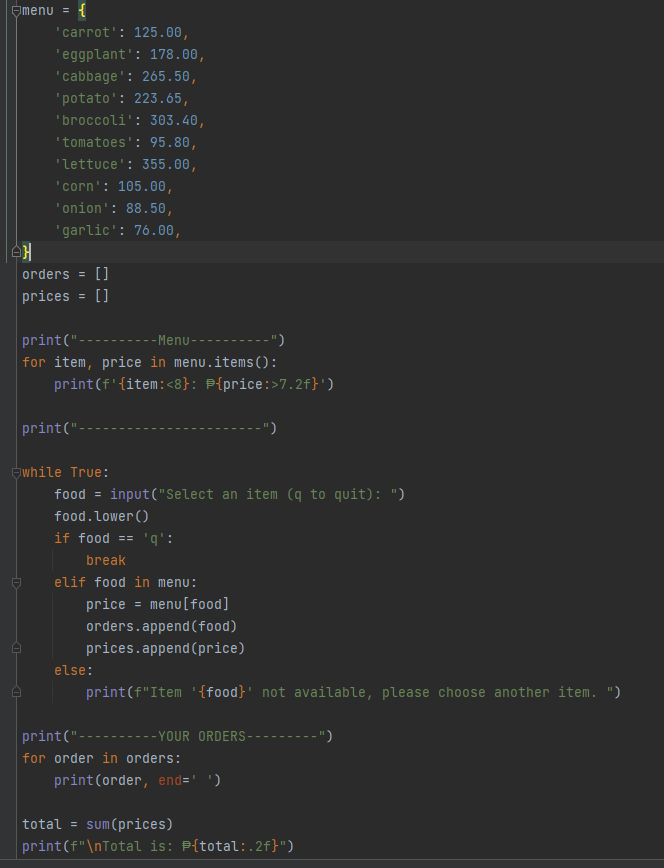 menu = {
    'carrot': 125.00,
    'eggplant': 178.00,
    'cabbage': 265.50,
    'potato': 223.65,
    'broccoli': 303.40,
    'tomatoes': 95.80,
    'lettuce': 355.00,
    'corn': 105.00,
    'onion': 88.50,
    'garlic': 76.00,
}
orders = []
prices = []

print("----------Menu----------")
for item, price in menu.items():
    print(f'{item:<8}: ₱{price:>7.2f}')

print("-----------------------")

while True:
    food = input("Select an item (q to quit): ")
    food.lower()
    if food == 'q':
        break
    elif food in menu:
        price = menu[food]
        orders.append(food)
        prices.append(price)
    else:
        print(f"Item '{food}' not available, please choose another item. ")

print("----------YOUR ORDERS---------")
for order in orders:
    print(order, end=' ')

total = sum(prices)
print(f"\nTotal is: ₱{total:.2f}")